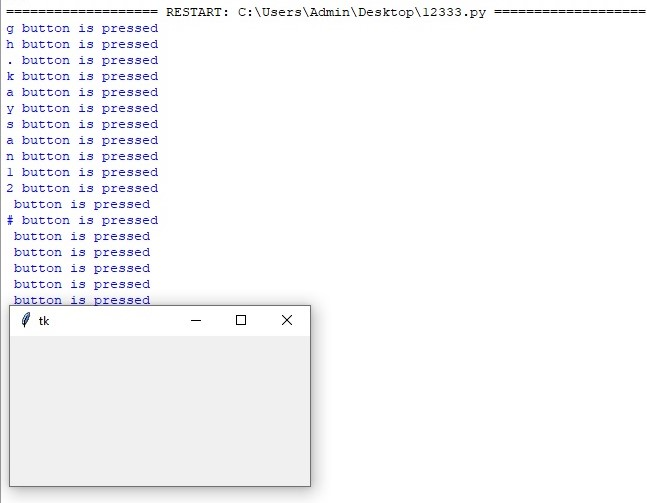 =================== RESTART: C:\Users\Admin\Desktop\12333.py ===================
g button is pressed
h button is pressed
. button is pressed
k button is pressed
a button is pressed
y button is pressed
s button is pressed
a button is pressed
n button is pressed
1 button is pressed
2 button is pressed
button is pressed
# button is pressed
button is pressed
button is pressed
button is pressed
button is pressed
button is pressed
tk